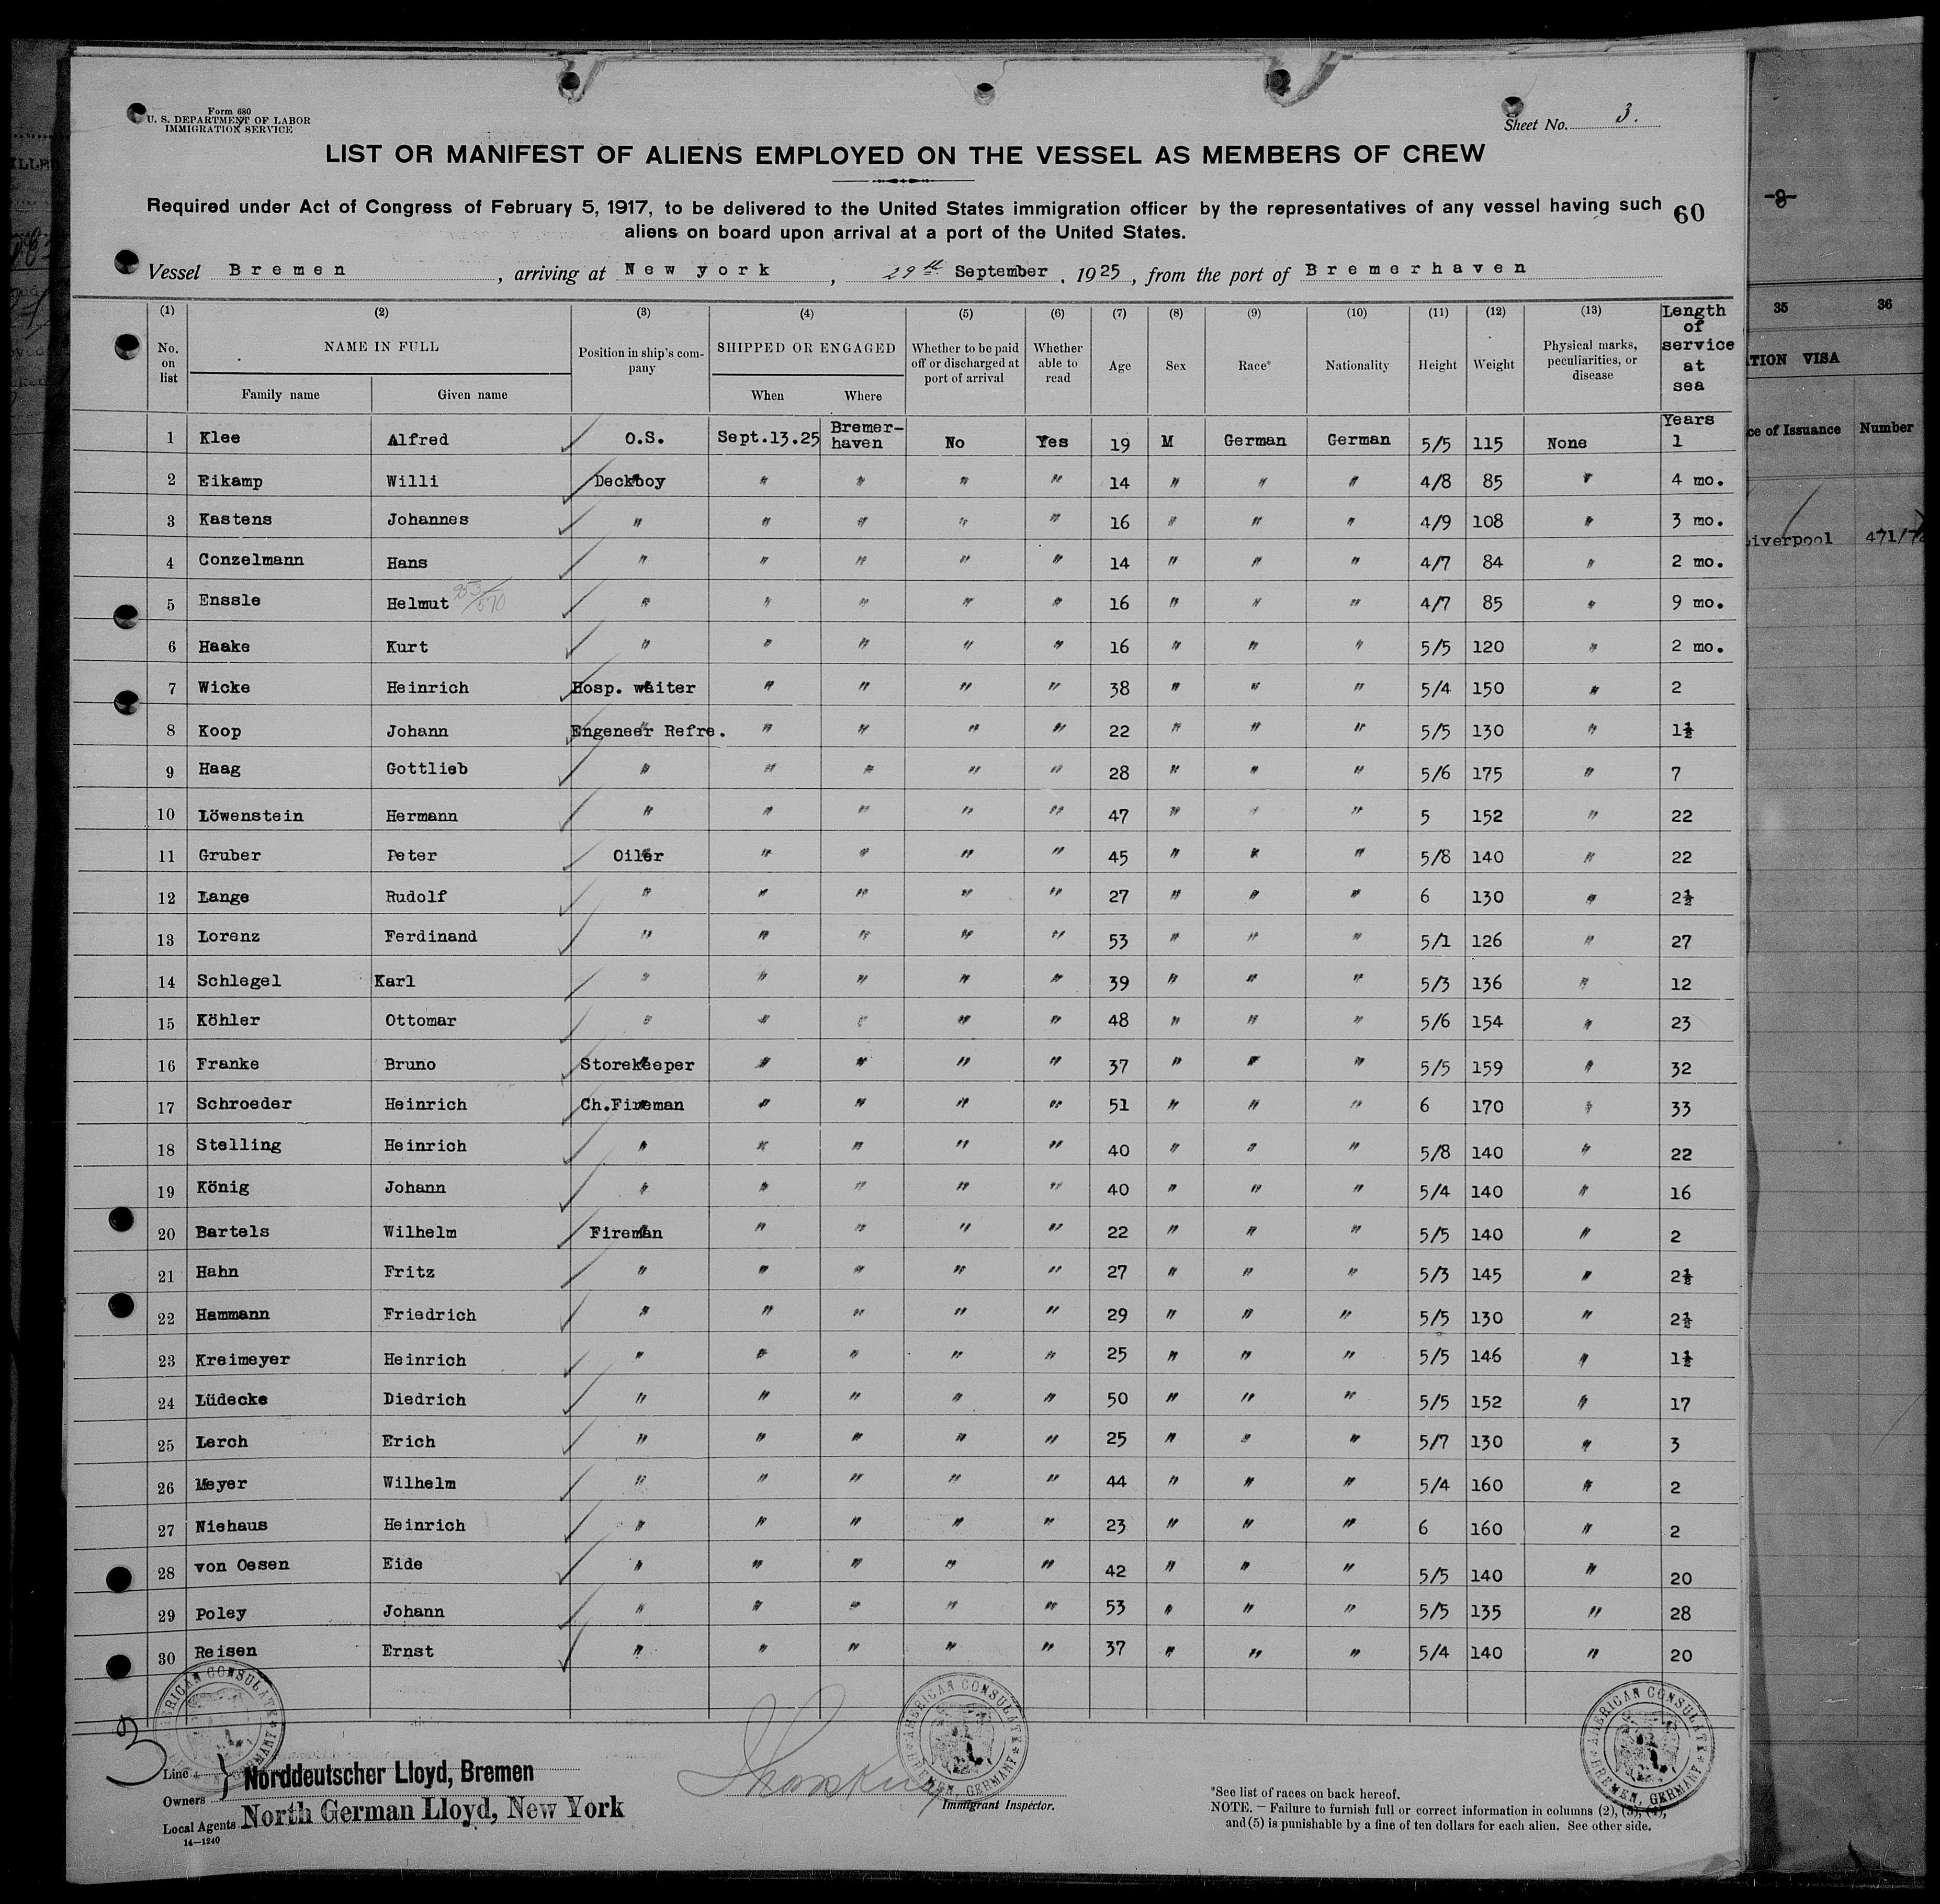 Form 680
U. S. DEPARTMENT OF LABOR
IMMIGRATION SERVICE
Sheet No. 3.
LIST OR MANIFEST OF ALIENS EMPLOYED ON THE VESSEL AS MEMBERS OF CREW
Required under Act of Congress of February 5, 1917, to be delivered to the United States immigration officer by the representatives of any vessel having such
aliens on board upon arrival at a port of the United States.
60
Vessel Bremen, arriving at New york, 29th September, 1925, from the port of Bremerhaven
(1) (2) (3) (4) (5) (6) (7) (8) (9) (10) (11) (12) (13)
No. on list NAME IN FULL Family name Given name Position in ship's company SHIPPED OR ENGAGED When Where Whether to be paid off or discharged at port of arrival Whether able to read Age Sex Race* Nationality Height Weight Physical marks, peculiarities, or disease Length of service at sea
Years
1 Klee Alfred O.S. Sept.13.25 Bremer-haven No Yes 19 M German German 5/5 115 None 1
2 Eikamp Willi Deckboy " " " " 14 " " " 4/8 85 " 4 mo.
3 Kastens Johannes " " " " " 16 " " " 4/9 108 " 3 mo.
4 Conzelmann Hans " " " " " 14 " " " 4/7 84 " 2 mo.
5 Enssle Helmut " " " " " 16 " " " 4/7 85 " 9 mo.
6 Haake Kurt " " " " " 16 " " " 5/5 120 " 2 mo.
7 Wicke Heinrich Hosp. waiter " " " " 38 " " " 5/4 150 " 2
8 Koop Johann Engeneer Refre. " " " " 22 " " " 5/5 130 " 1½
9 Haag Gottlieb " " " " " 28 " " " 5/6 175 " 7
10 Löwenstein Hermann " " " " " 47 " " " 5 152 " 22
11 Gruber Peter Oiler " " " " 45 " " " 5/8 140 " 22
12 Lange Rudolf " " " " " 27 " " " 6 130 " 2½
13 Lorenz Ferdinand " " " " " 53 " " " 5/1 126 " 27
14 Schlegel Karl " " " " " 39 " " " 5/3 136 " 12
15 Köhler Ottomar " " " " " 48 " " " 5/6 154 " 23
16 Franke Bruno Storekeeper " " " " 37 " " " 5/5 159 " 32
17 Schroeder Heinrich Ch.Fireman " " " " 51 " " " 6 170 " 33
18 Stelling Heinrich " " " " " 40 " " " 5/8 140 " 22
19 König Johann " " " " " 40 " " " 5/4 140 " 16
20 Bartels Wilhelm Fireman " " " " 22 " " " 5/5 140 " 2
21 Hahn Fritz " " " " " 27 " " " 5/3 145 " 2½
22 Hammann Friedrich " " " " " 29 " " " 5/5 130 " 2½
23 Kreimeyer Heinrich " " " " " 25 " " " 5/5 146 " 1½
24 Lüdecke Diedrich " " " " " 50 " " " 5/5 152 " 17
25 Lerch Erich " " " " " 25 " " " 5/7 130 " 3
26 Meyer Wilhelm " " " " " 44 " " " 5/4 160 " 2
27 Niehaus Heinrich " " " " " 23 " " " 6 160 " 2
28 von Oesen Eide " " " " " 42 " " " 5/5 140 " 20
29 Poley Johann " " " " " 53 " " " 5/5 135 " 28
30 Reisen Ernst " " " " " 37 " " " 5/4 140 " 20
AMERICAN CONSULATE BREMEN, GERMANY
AMERICAN CONSULATE BREMEN, GERMANY
AMERICAN CONSULATE BREMEN, GERMANY
3
Line
Owners
Norddeutscher Lloyd, Bremen
Local Agents North German Lloyd, New York
14—1240
Immigrant Inspector.
*See list of races on back hereof.
NOTE.—Failure to furnish full or correct information in columns (2), (3), (4),
and (5) is punishable by a fine of ten dollars for each alien. See other side.
8
35 36
VISA
of Issuance Number